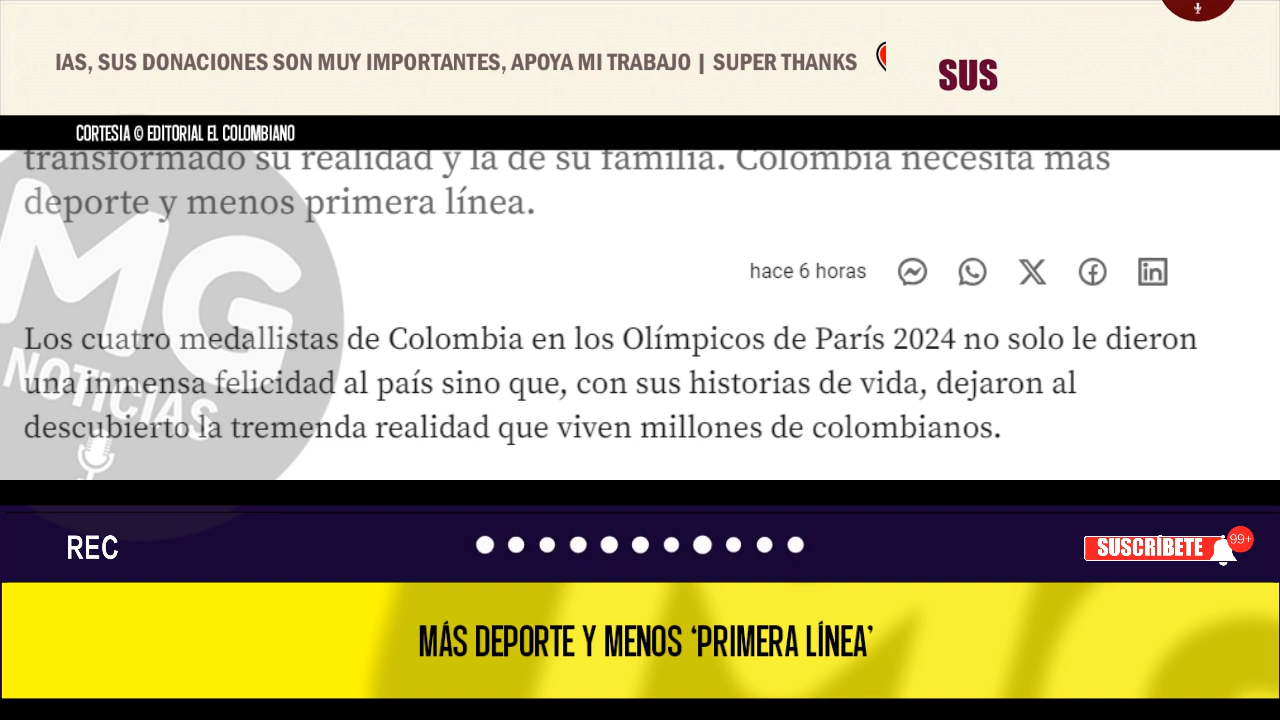 IAS, SUS DONACIONES SON MUY IMPORTANTES, APOYA MI TRABAJO | SUPER THANKS
SUS
CORTESIA © EDITORIAL EL COLOMBIANO
transformado su realidad y la de su familia. Colombia necesita más
deporte y menos primera línea.
hace 6 horas
Los cuatro medallistas de Colombia en los Olímpicos de París 2024 no solo le dieron
una inmensa felicidad al país sino que, con sus historias de vida, dejaron al
descubierto la tremenda realidad que viven millones de colombianos.
MG
NOTICIAS
REC
SUSCRÍBETE
99+
MÁS DEPORTE Y MENOS ‘PRIMERA LÍNEA’